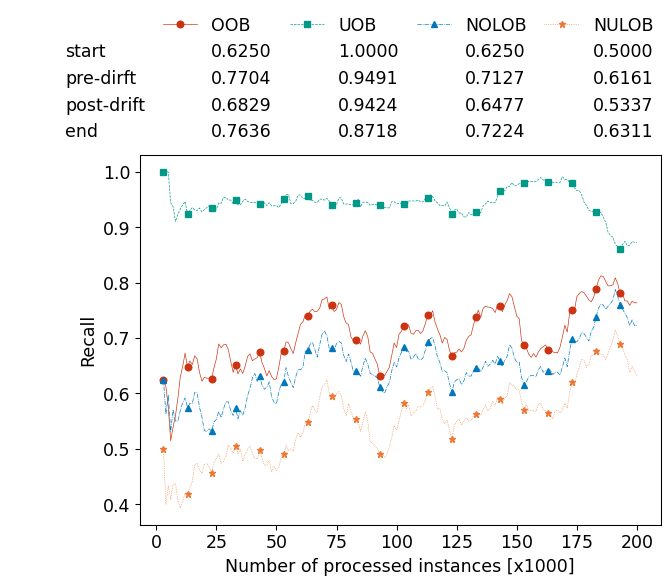 OOB UOB NOLOB NULOB
start 0.6250 1.0000 0.6250 0.5000
pre-dirft 0.7704 0.9491 0.7127 0.6161
post-drift 0.6829 0.9424 0.6477 0.5337
end 0.7636 0.8718 0.7224 0.6311
1.0
0.9
0.8
0.7
0.6
0.5
0.4
Recall
0 25 50 75 100 125 150 175 200
Number of processed instances [x1000]